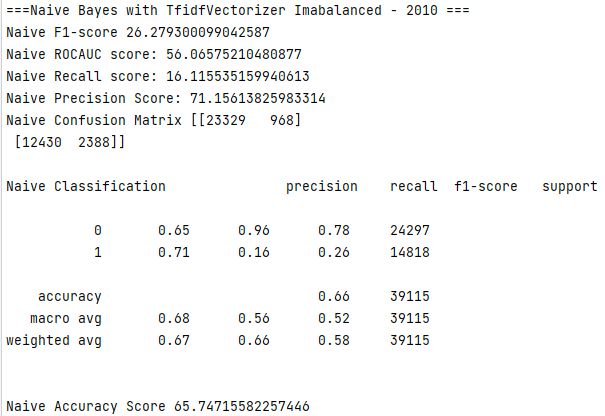 ===Naive Bayes with TfidfVectorizer Imabalanced - 2010 ===
Naive F1-score 26.279300099042587
Naive ROCAUC score: 56.06575210480877
Naive Recall score: 16.115535159940613
Naive Precision Score: 71.15613825983314
Naive Confusion Matrix [[23329   968]
 [12430  2388]]
Naive Classification               precision    recall  f1-score   support
           0       0.65      0.96      0.78     24297
           1       0.71      0.16      0.26     14818
    accuracy                           0.66     39115
   macro avg       0.68      0.56      0.52     39115
weighted avg       0.67      0.66      0.58     39115
Naive Accuracy Score 65.74715582257446